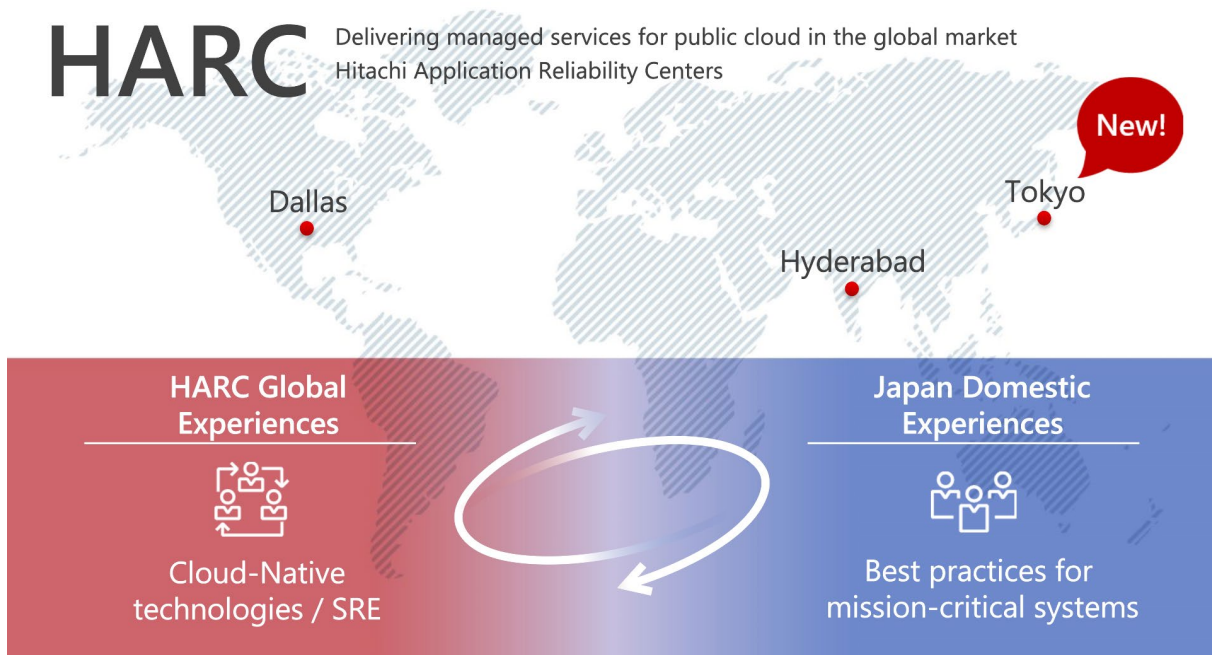 HARC
Delivering managed services for public cloud in the global market
Hitachi Application Reliability Centers
New!
Dallas
Tokyo
Hyderabad
HARC Global
Experiences
Cloud-Native
technologies / SRE
Japan Domestic
Experiences
Best practices for
mission-critical systems